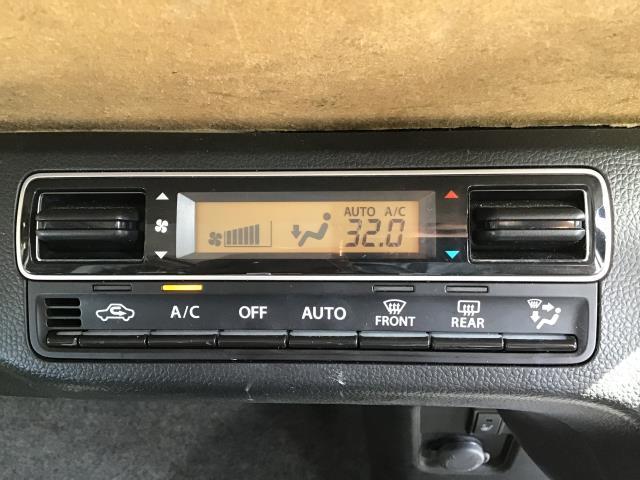 AUTO A/C
32.0
A/C OFF AUTO FRONT REAR